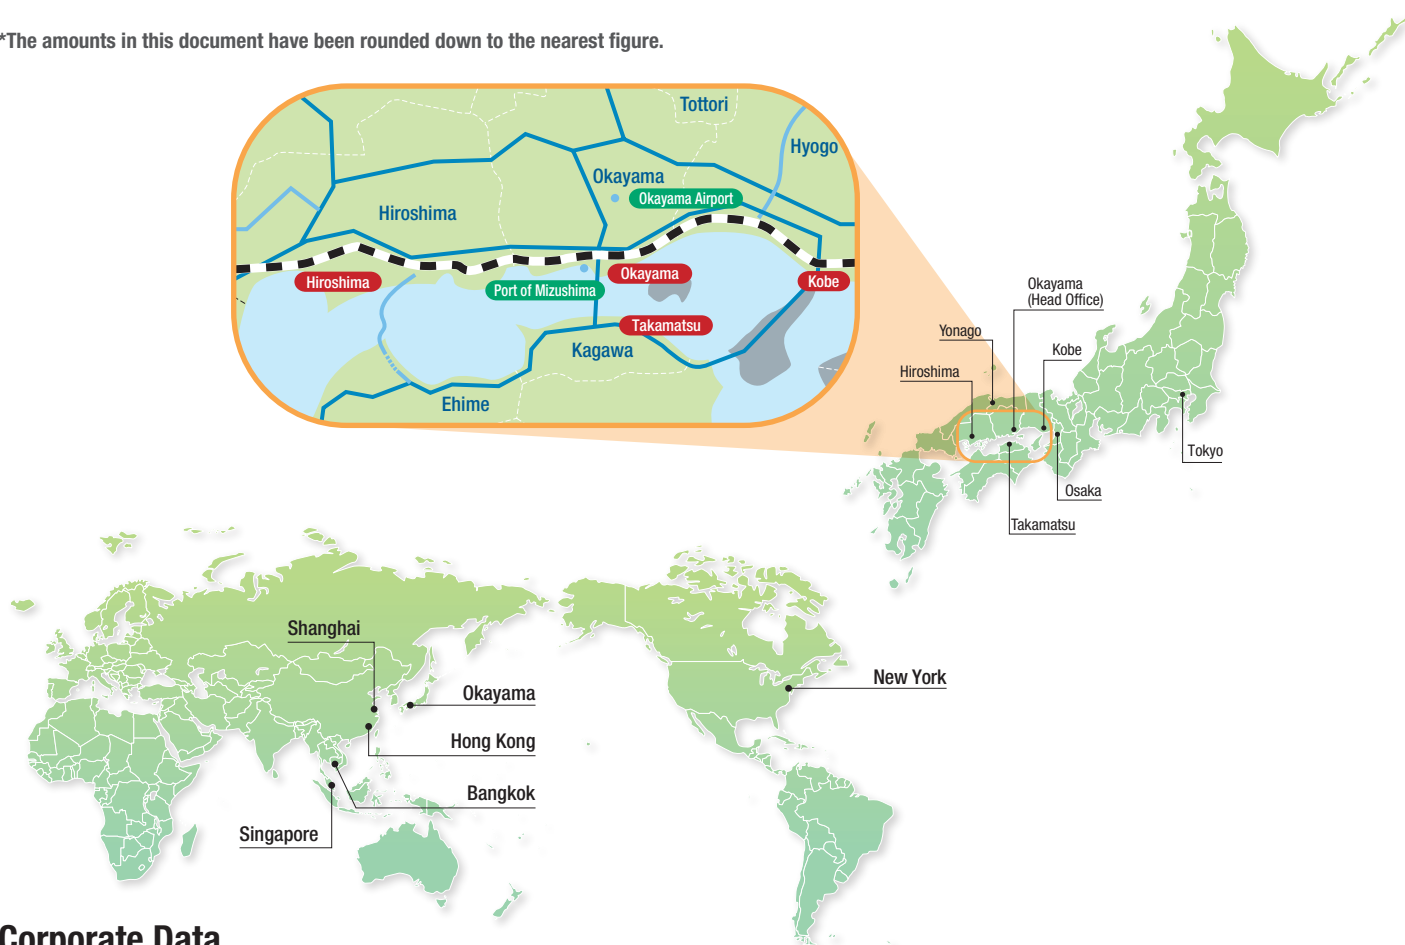 *The amounts in this document have been rounded down to the nearest figure.
Tottori
Hyogo
Okayama
Okayama Airport
Hiroshima
Hiroshima
Okayama
Kobe
Port of Mizushima
Takamatsu
Kagawa
Ehime
Okayama
(Head Office)
Yonago
Kobe
Hiroshima
Tokyo
Osaka
Takamatsu
Shanghai
Okayama
New York
Hong Kong
Bangkok
Singapore
Corporate Data